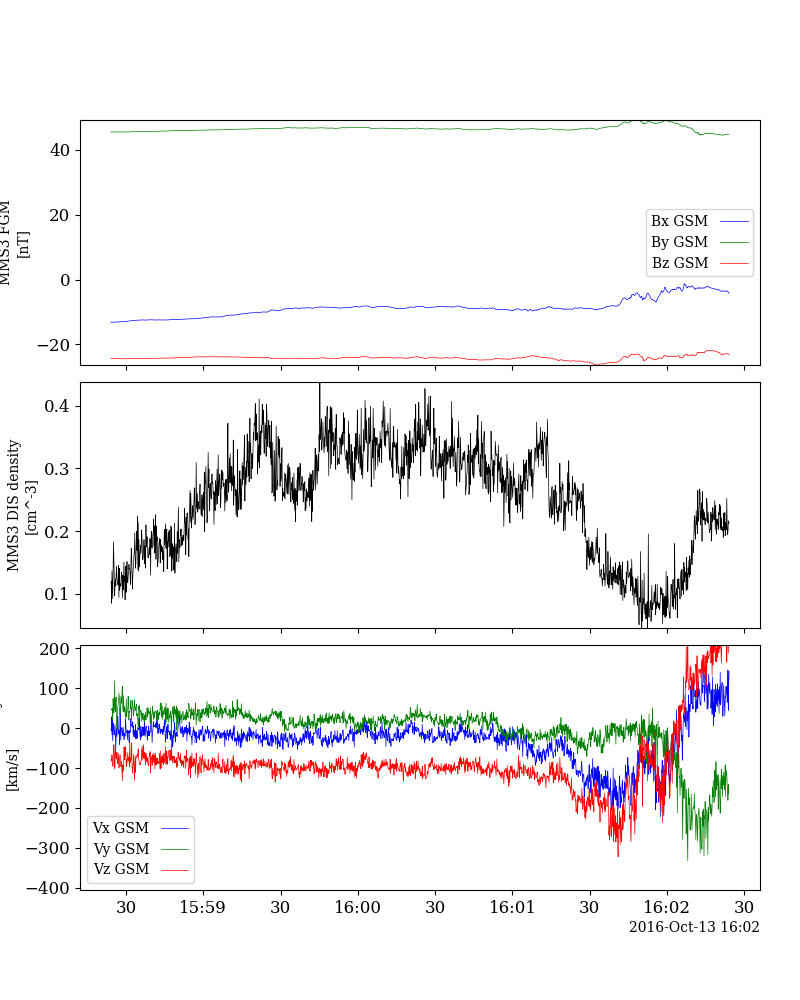 MMS3 FGM
[nT]
40
20
0
−20
Bx GSM
By GSM
Bz GSM
MMS3 DIS density
[cm^-3]
0.4
0.3
0.2
0.1
[km/s]
200
100
0
−100
−200
−300
−400
Vx GSM
Vy GSM
Vz GSM
30 15:59 30 16:00 30 16:01 30 16:02 30
2016-Oct-13 16:02